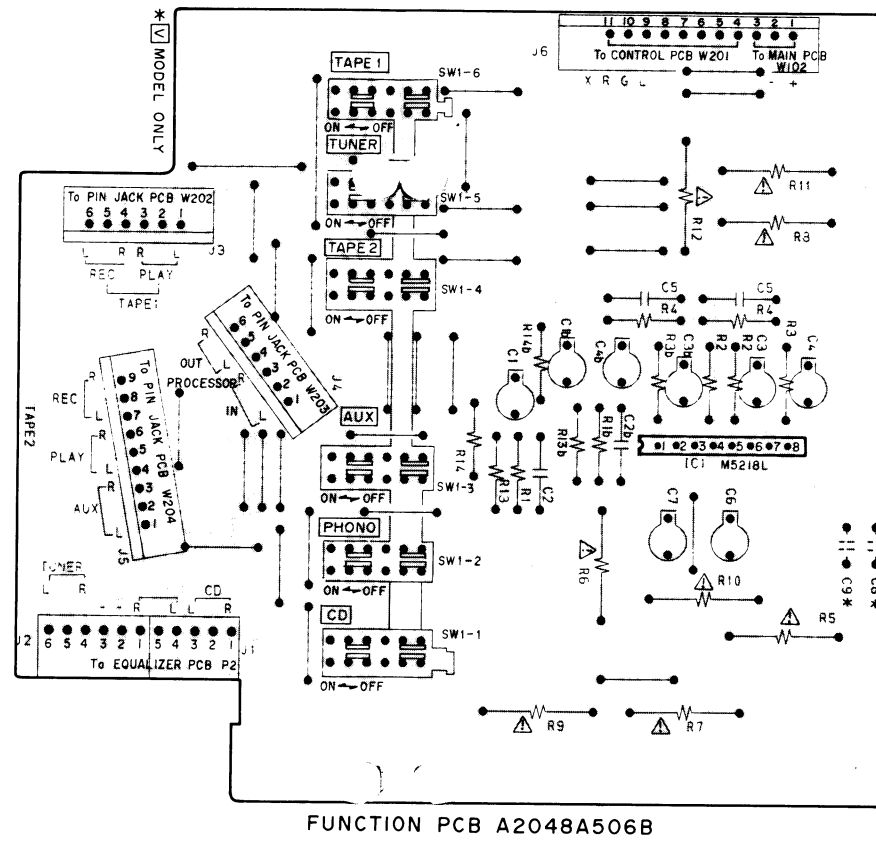 * V MODEL ONLY
TAPE 1
SW1-6
ON OFF
TUNER
SW1-5
ON OFF
TAPE 2
SW1-4
ON OFF
AUX
SW1-3
ON OFF
PHONO
SW1-2
ON OFF
CD
SW1-1
ON OFF
J6
11 10 9 8 7 6 5 4 3 2 1
To CONTROL PCB W201
To MAIN PCB W102
X R G L
- +
To PIN JACK PCB W202
6 5 4 3 2 1
J3
L R R L
REC PLAY
TAPE1
To PIN JACK PCB W203
6 5 4 3 2 1
J4
R L
OUT
PROCESSOR
R
IN
L
TAPE2
To PIN JACK PCB W204
9 8 7 6 5 4 3 2 1
J5
R
REC
L
R
PLAY
L
R
AUX
L
TUNER
L R
CD
R L L R
J2
6 5 4 3 2 1 5 4 3 2 1
J1
To EQUALIZER PCB P2
R11
R12
R8
C5
R4
C5
R4
R14b
C1b
C1
C4b
R3b
C3b
R2
R2
C3
R3
C4
R14
R13
R1
C2
R13b
R1b
C2b
1 2 3 4 5 6 7 8
IC1 M5218L
C7
C6
R6
R10
R5
C9*
C8*
R9
R7
FUNCTION PCB A2048A506B